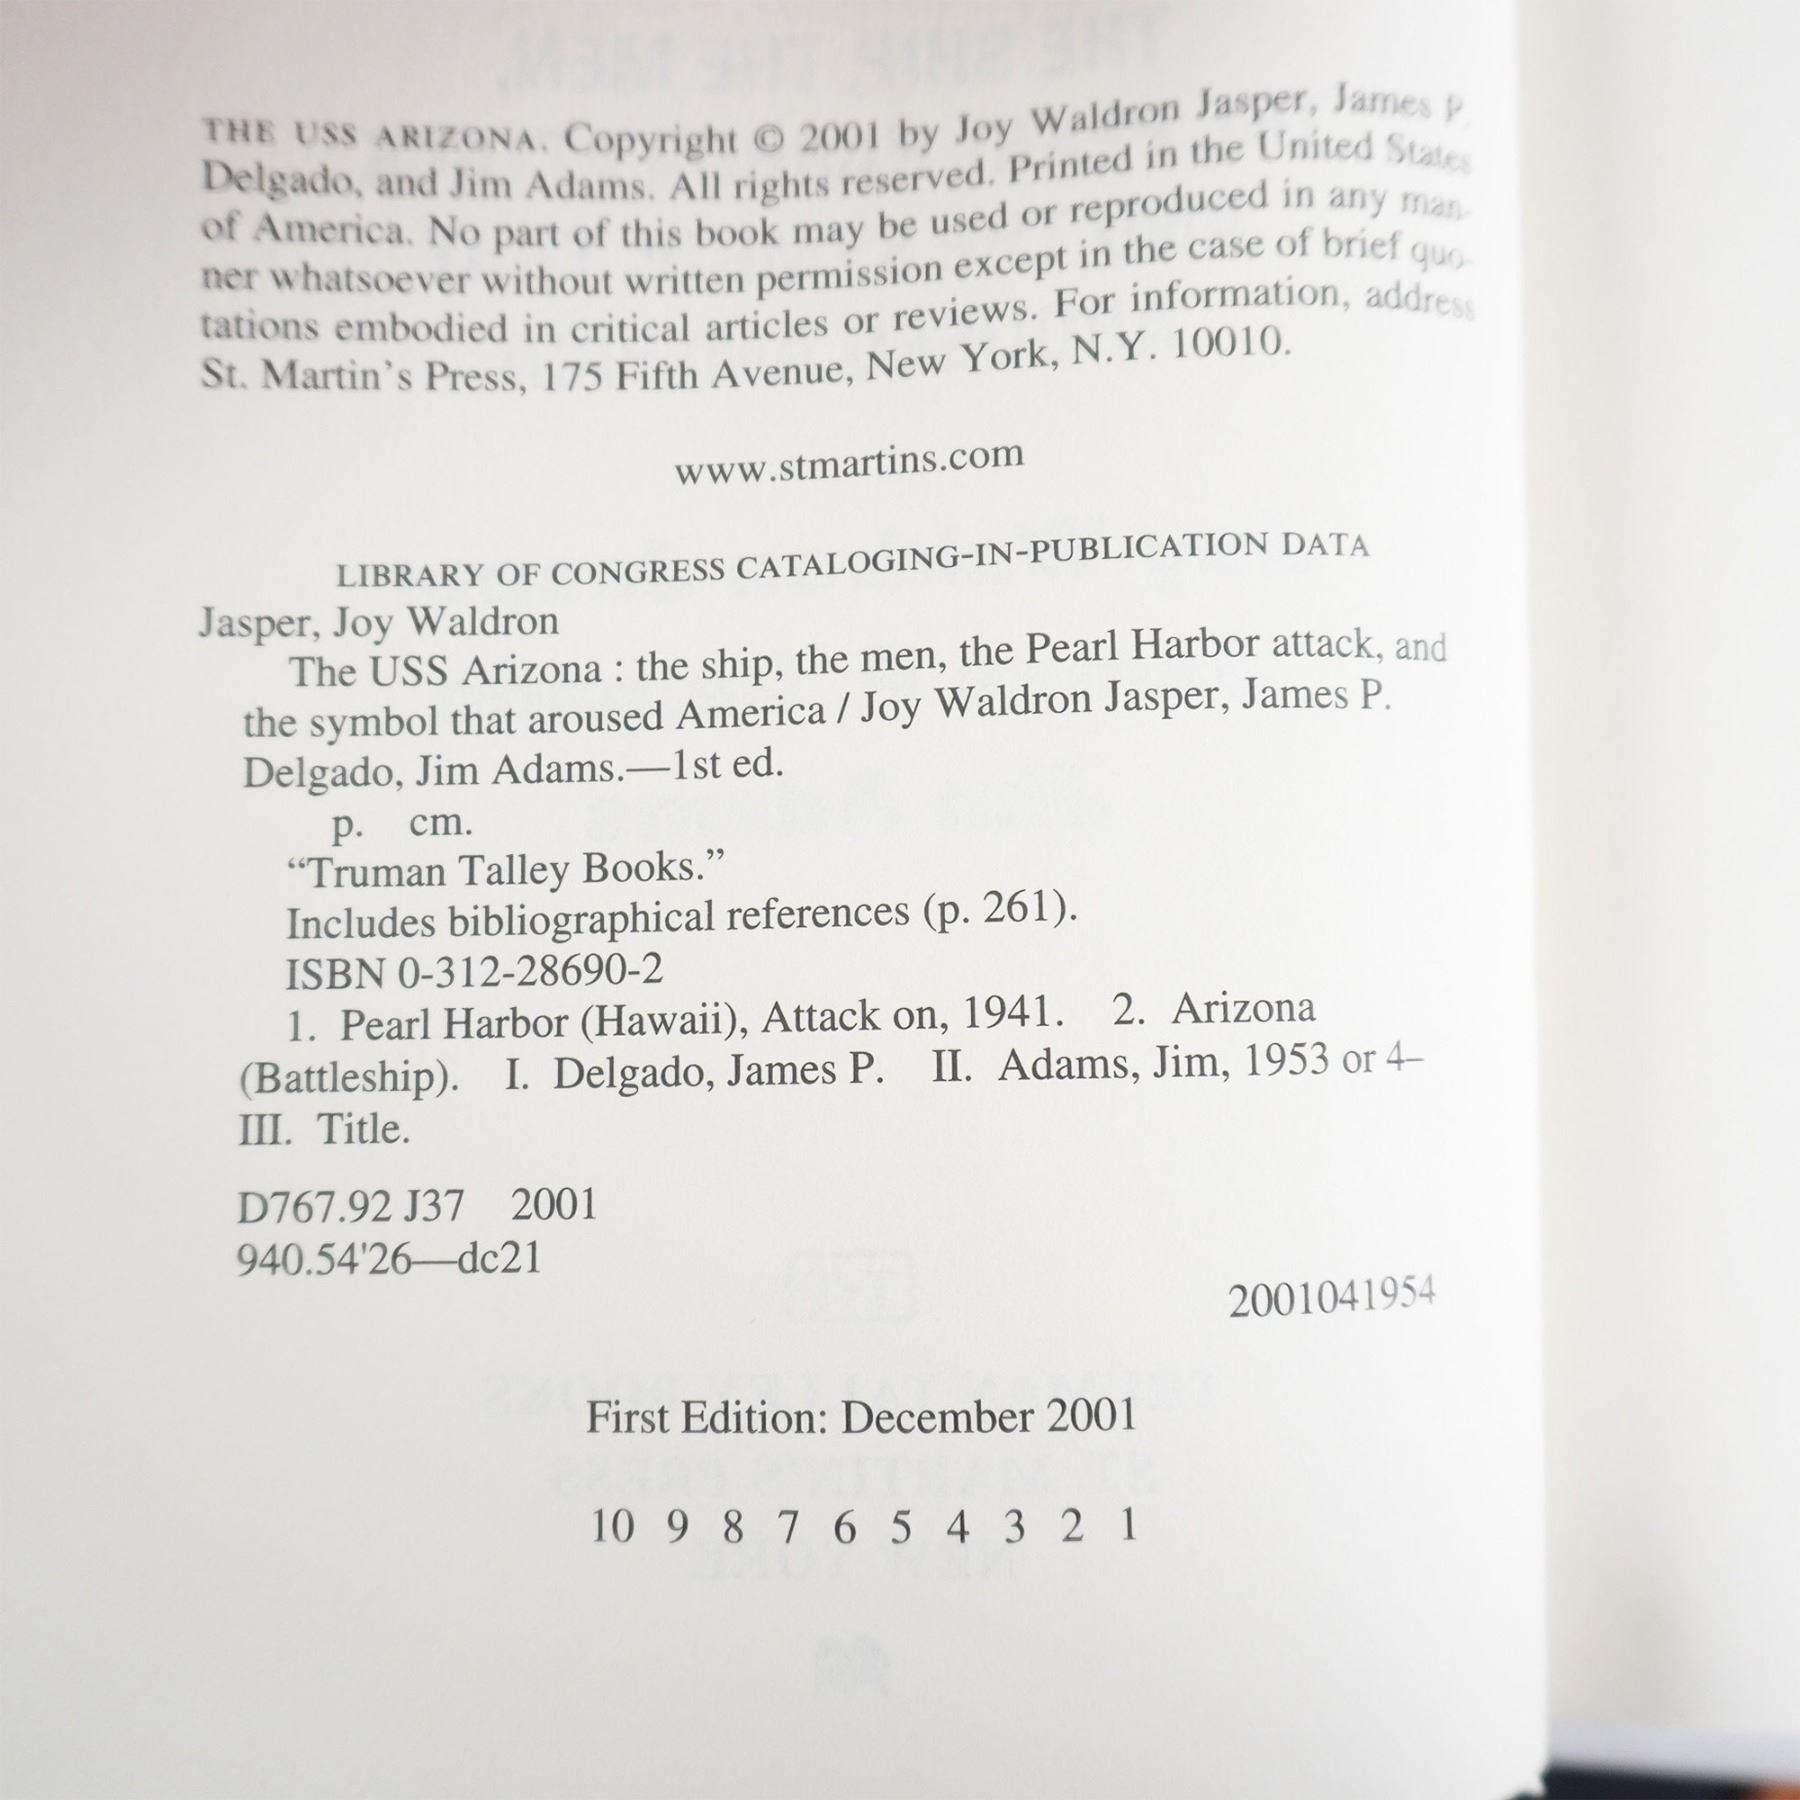 THE USS ARIZONA. Copyright © 2001 by Joy Waldron Jasper, James P.
Delgado, and Jim Adams. All rights reserved. Printed in the United States
of America. No part of this book may be used or reproduced in any man-
ner whatsoever without written permission except in the case of brief quo-
tations embodied in critical articles or reviews. For information, address
St. Martin's Press, 175 Fifth Avenue, New York, N.Y. 10010.
www.stmartins.com
LIBRARY OF CONGRESS CATALOGING-IN-PUBLICATION DATA
Jasper, Joy Waldron
The USS Arizona : the ship, the men, the Pearl Harbor attack, and
the symbol that aroused America / Joy Waldron Jasper, James P.
Delgado, Jim Adams.—1st ed.
p. cm.
“Truman Talley Books.”
Includes bibliographical references (p. 261).
ISBN 0-312-28690-2
1. Pearl Harbor (Hawaii), Attack on, 1941. 2. Arizona
(Battleship). I. Delgado, James P. II. Adams, Jim, 1953 or 4–
III. Title.
D767.92 J37 2001
940.54'26—dc21
2001041954
First Edition: December 2001
10 9 8 7 6 5 4 3 2 1